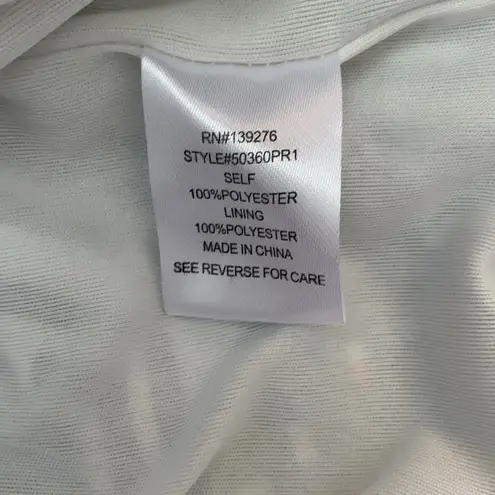 RN#139276
STYLE#50360PR1
SELF
100%POLYESTER
LINING
100%POLYESTER
MADE IN CHINA
SEE REVERSE FOR CARE